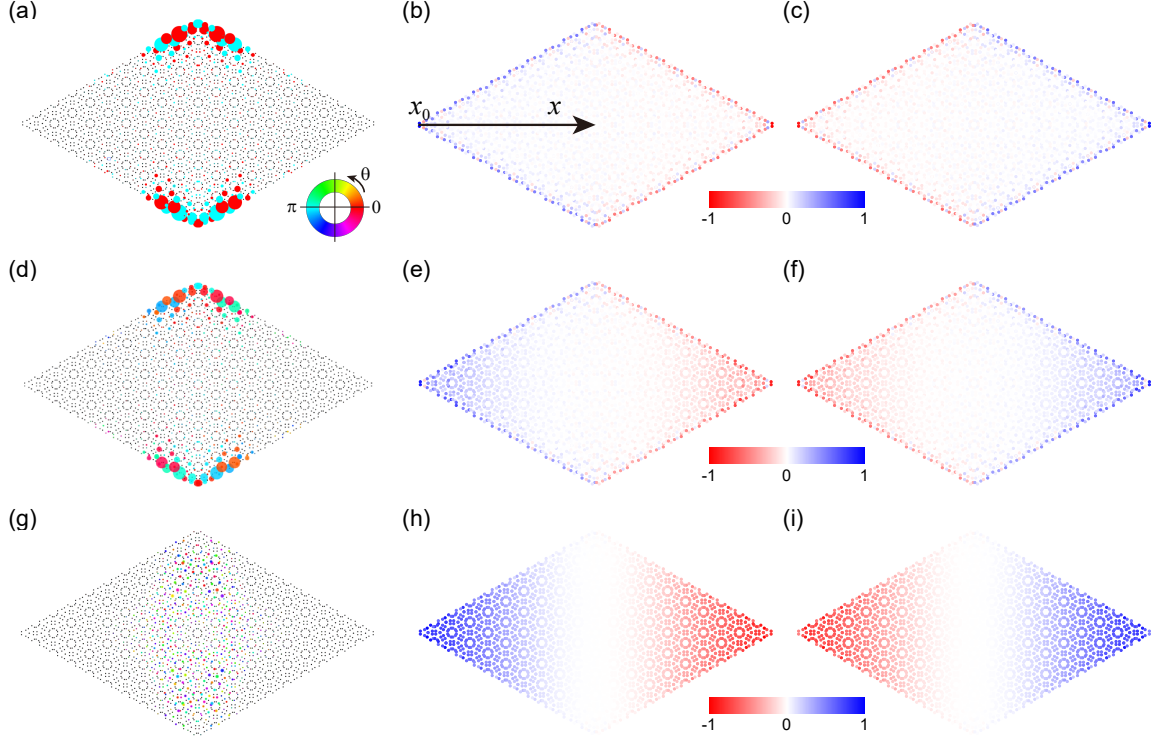 (a)
(b)
(c)
x₀
x
θ
π
0
-1 0 1
(d)
(e)
(f)
-1 0 1
(g)
(h)
(i)
-1 0 1